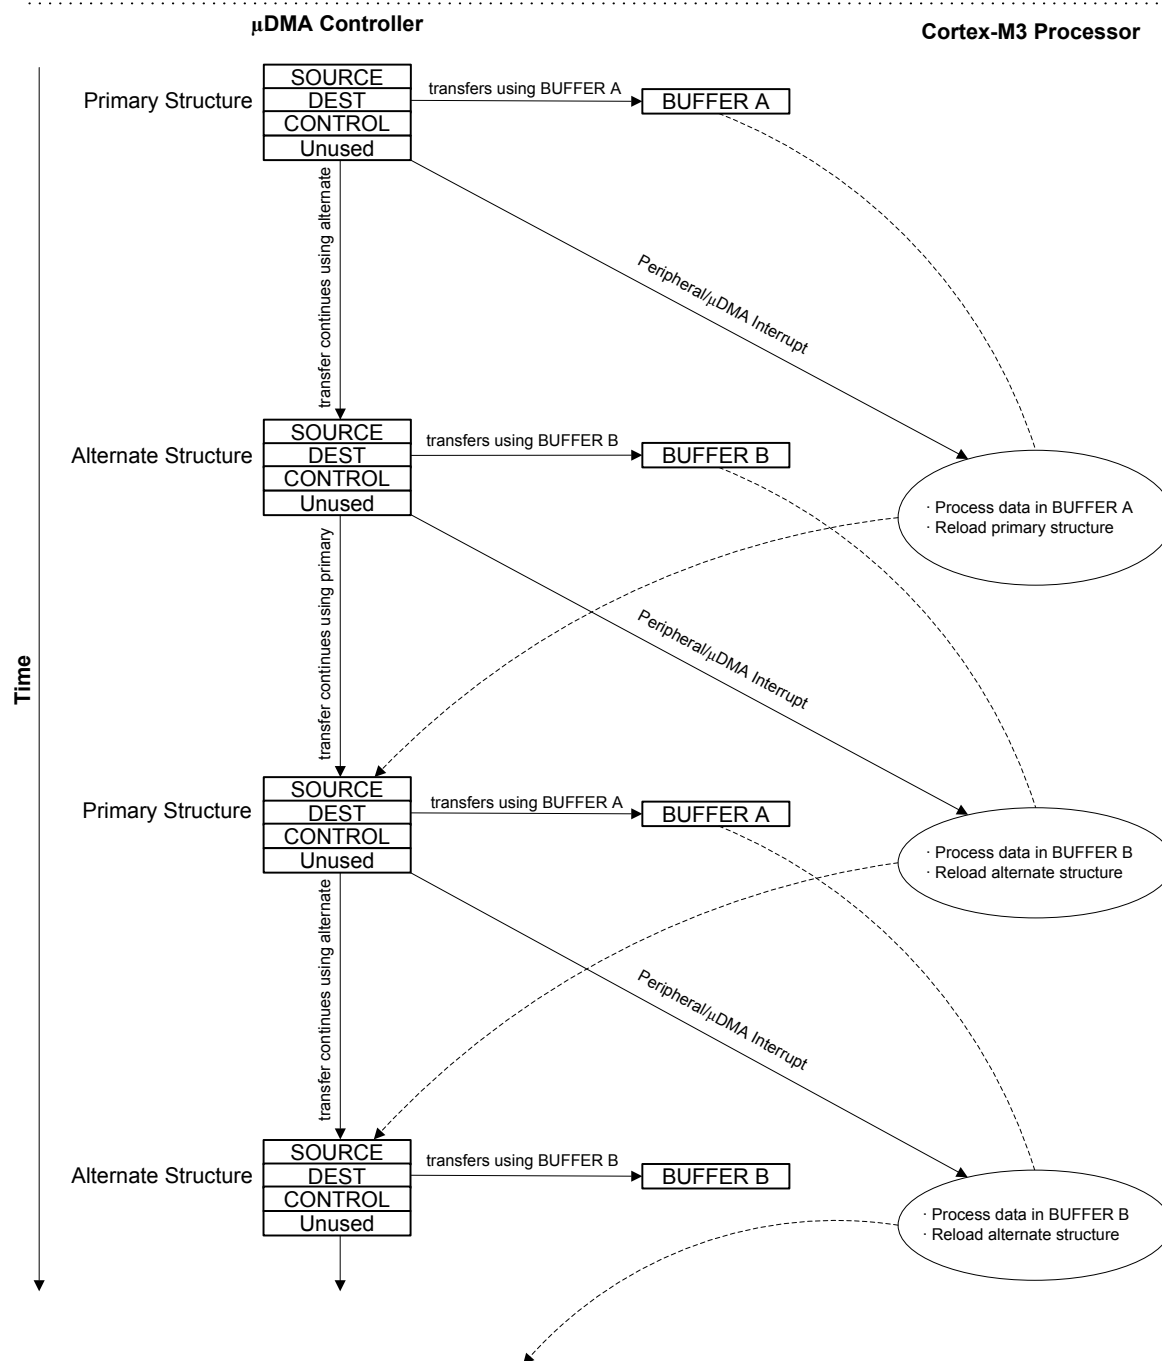 µDMA Controller
Cortex-M3 Processor
Time
Primary Structure
SOURCE
DEST
CONTROL
Unused
transfers using BUFFER A
BUFFER A
transfer continues using alternate
Peripheral/µDMA Interrupt
Alternate Structure
SOURCE
DEST
CONTROL
Unused
transfers using BUFFER B
BUFFER B
· Process data in BUFFER A
· Reload primary structure
transfer continues using primary
Peripheral/µDMA Interrupt
Primary Structure
SOURCE
DEST
CONTROL
Unused
transfers using BUFFER A
BUFFER A
· Process data in BUFFER B
· Reload alternate structure
transfer continues using alternate
Peripheral/µDMA Interrupt
Alternate Structure
SOURCE
DEST
CONTROL
Unused
transfers using BUFFER B
BUFFER B
· Process data in BUFFER B
· Reload alternate structure